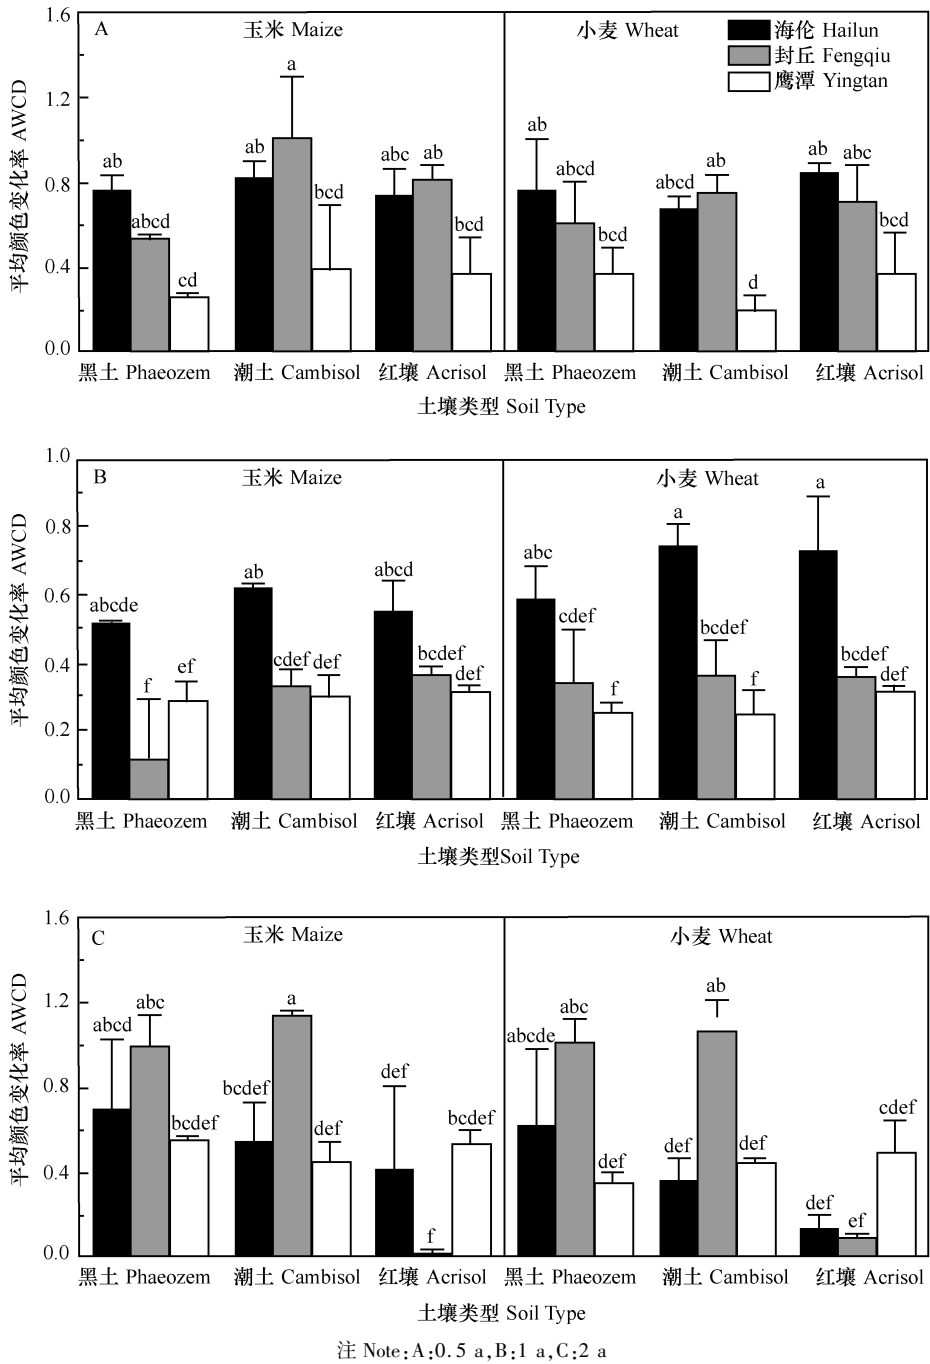 A
玉米 Maize
小麦 Wheat
海伦 Hailun
封丘 Fengqiu
鹰潭 Yingtan
平均颜色变化率 AWCD
1.6
1.2
0.8
0.4
0.0
ab
abcd
cd
ab
a
bcd
abc
ab
bcd
ab
abcd
bcd
abcd
ab
d
ab
abc
bcd
黑土 Phaeozem
潮土 Cambisol
红壤 Acrisol
黑土 Phaeozem
潮土 Cambisol
红壤 Acrisol
土壤类型 Soil Type
B
玉米 Maize
小麦 Wheat
平均颜色变化率 AWCD
1.0
0.8
0.6
0.4
0.2
0.0
abcde
f
ef
ab
cdef
def
abcd
bcdef
def
abc
cdef
f
a
bcdef
f
a
bcdef
def
黑土 Phaeozem
潮土 Cambisol
红壤 Acrisol
黑土 Phaeozem
潮土 Cambisol
红壤 Acrisol
土壤类型Soil Type
C
玉米 Maize
小麦 Wheat
平均颜色变化率 AWCD
1.6
1.2
0.8
0.4
0.0
abcd
abc
bcdef
bcdef
a
def
def
f
bcdef
abcde
abc
def
def
ab
def
def
ef
cdef
黑土 Phaeozem
潮土 Cambisol
红壤 Acrisol
黑土 Phaeozem
潮土 Cambisol
红壤 Acrisol
土壤类型 Soil Type
注 Note:A:0.5 a,B:1 a,C:2 a